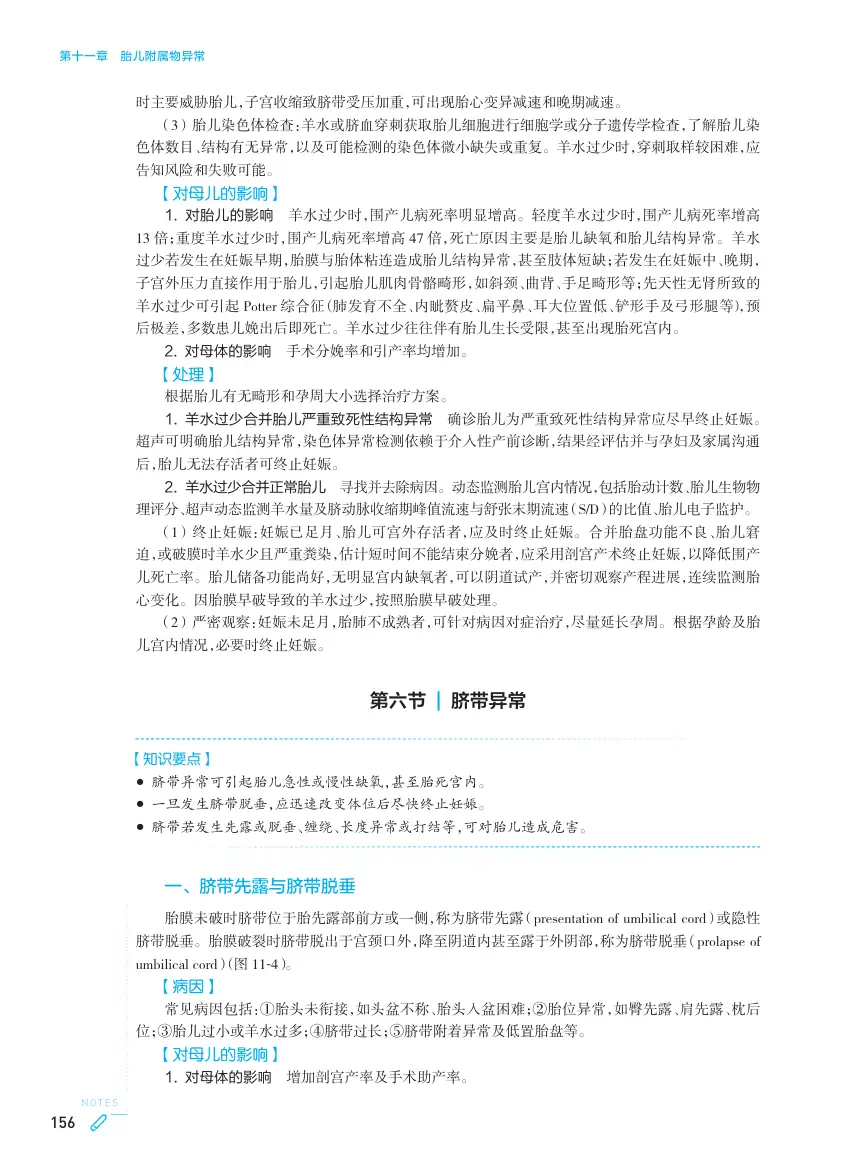 第十一章 胎儿附属物异常
时主要威胁胎儿,子宫收缩致脐带受压加重,可出现胎心变异减速和晚期减速。
(3)胎儿染色体检查:羊水或脐血穿刺获取胎儿细胞进行细胞学或分子遗传学检查,了解胎儿染
色体数目、结构有无异常,以及可能检测的染色体微小缺失或重复。羊水过少时,穿刺取样较困难,应
告知风险和失败可能。
【对母儿的影响】
1. 对胎儿的影响 羊水过少时,围产儿病死率明显增高。轻度羊水过少时,围产儿病死率增高
13 倍;重度羊水过少时,围产儿病死率增高 47 倍,死亡原因主要是胎儿缺氧和胎儿结构异常。羊水
过少若发生在妊娠早期,胎膜与胎体粘连造成胎儿结构异常,甚至肢体短缺;若发生在妊娠中、晚期,
子宫外压力直接作用于胎儿,引起胎儿肌肉骨骼畸形,如斜颈、曲背、手足畸形等;先天性无肾所致的
羊水过少可引起 Potter 综合征(肺发育不全、内眦赘皮、扁平鼻、耳大位置低、铲形手及弓形腿等),预
后极差,多数患儿娩出后即死亡。羊水过少往往伴有胎儿生长受限,甚至出现胎死宫内。
2. 对母体的影响 手术分娩率和引产率均增加。
【处理】
根据胎儿有无畸形和孕周大小选择治疗方案。
1. 羊水过少合并胎儿严重致死性结构异常 确诊胎儿为严重致死性结构异常应尽早终止妊娠。
超声可明确胎儿结构异常,染色体异常检测依赖于介入性产前诊断,结果经评估并与孕妇及家属沟通
后,胎儿无法存活者可终止妊娠。
2. 羊水过少合并正常胎儿 寻找并去除病因。动态监测胎儿宫内情况,包括胎动计数、胎儿生物物
理评分、超声动态监测羊水量及脐动脉收缩期峰值流速与舒张末期流速(S/D)的比值、胎儿电子监护。
(1)终止妊娠:妊娠已足月、胎儿可宫外存活者,应及时终止妊娠。合并胎盘功能不良、胎儿窘
迫,或破膜时羊水少且严重粪染,估计短时间不能结束分娩者,应采用剖宫产术终止妊娠,以降低围产
儿死亡率。胎儿储备功能尚好,无明显宫内缺氧者,可以阴道试产,并密切观察产程进展,连续监测胎
心变化。因胎膜早破导致的羊水过少,按照胎膜早破处理。
(2)严密观察:妊娠未足月,胎肺不成熟者,可针对病因对症治疗,尽量延长孕周。根据孕龄及胎
儿宫内情况,必要时终止妊娠。
第六节 | 脐带异常
【知识要点】
● 脐带异常可引起胎儿急性或慢性缺氧,甚至胎死宫内。
● 一旦发生脐带脱垂,应迅速改变体位后尽快终止妊娠。
● 脐带若发生先露或脱垂、缠绕、长度异常或打结等,可对胎儿造成危害。
一、脐带先露与脐带脱垂
胎膜未破时脐带位于胎先露部前方或一侧,称为脐带先露(presentation of umbilical cord)或隐性
脐带脱垂。胎膜破裂时脐带脱出于宫颈口外,降至阴道内甚至露于外阴部,称为脐带脱垂(prolapse of
umbilical cord)(图 11-4)。
【病因】
常见病因包括:①胎头未衔接,如头盆不称、胎头入盆困难;②胎位异常,如臀先露、肩先露、枕后
位;③胎儿过小或羊水过多;④脐带过长;⑤脐带附着异常及低置胎盘等。
【对母儿的影响】
1. 对母体的影响 增加剖宫产率及手术助产率。
NOTES
156